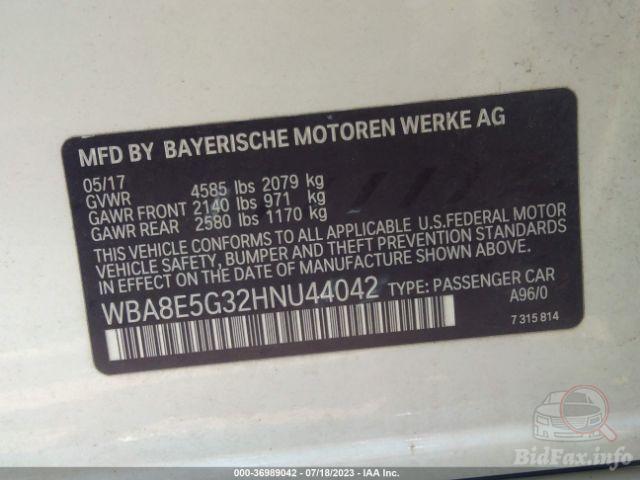 MFD BY BAYERISCHE MOTOREN WERKE AG
05/17
GVWR 4585 lbs 2079 kg
GAWR FRONT 2140 lbs 971 kg
GAWR REAR 2580 lbs 1170 kg
THIS VEHICLE CONFORMS TO ALL APPLICABLE U.S.FEDERAL MOTOR
VEHICLE SAFETY, BUMPER AND THEFT PREVENTION STANDARDS
IN EFFECT ON THE DATE OF MANUFACTURE SHOWN ABOVE.
WBA8E5G32HNU44042 TYPE: PASSENGER CAR
A96/0
7 315 814
BidFax.info
000-36989042 - 07/18/2023 - IAA Inc.